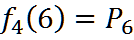 f₄(6) = P₆